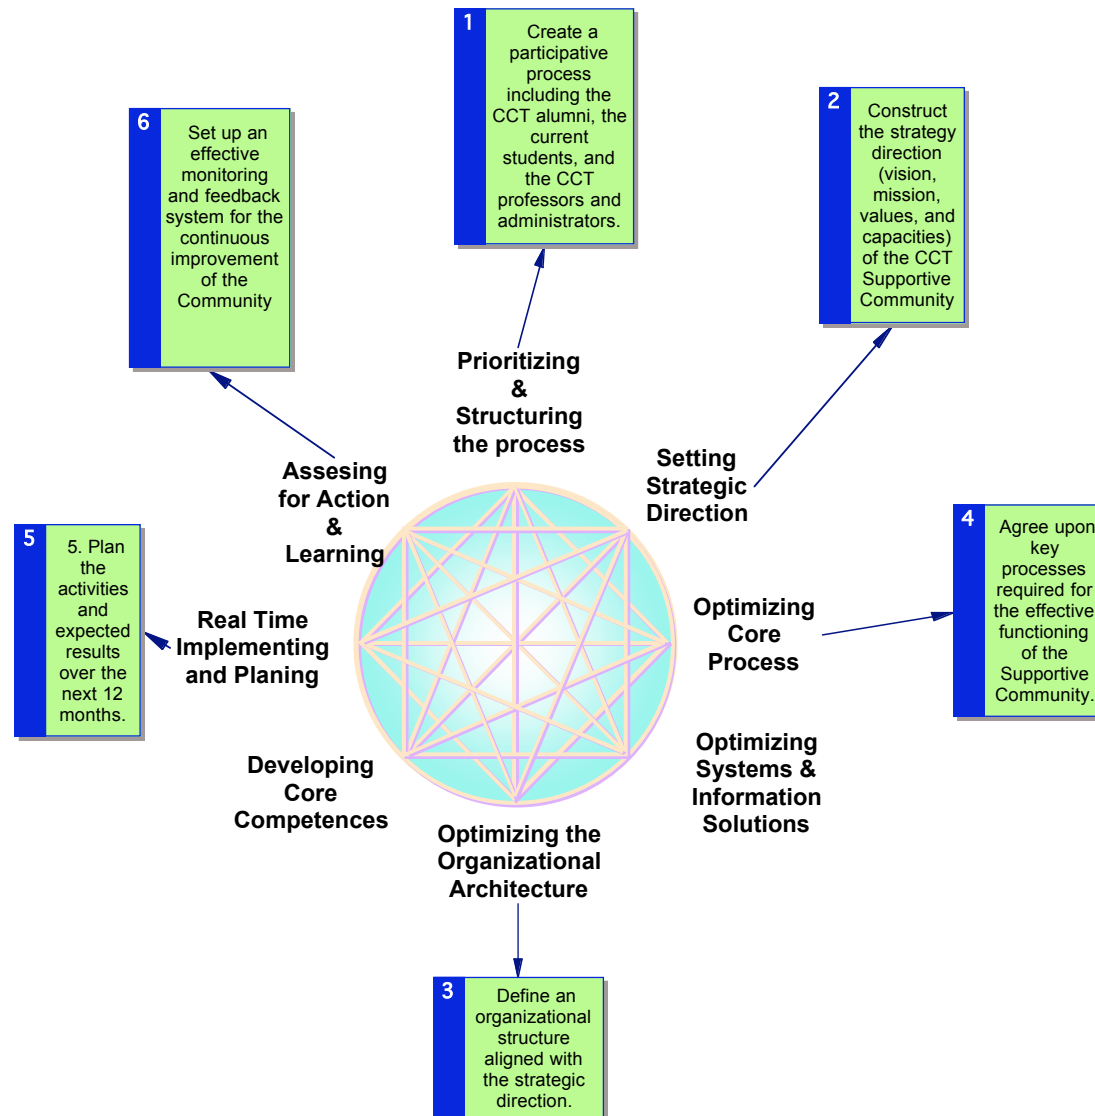 1
Create a
participative
process
including the
CCT alumni, the
current
students, and
the CCT
professors and
administrators.
2
Construct
the strategy
direction
(vision,
mission,
values, and
capacities)
of the CCT
Supportive
Community
6
Set up an
effective
monitoring
and feedback
system for the
continuous
improvement
of the
Community
Prioritizing
&
Structuring
the process
Setting
Strategic
Direction
Assesing
for Action
&
Learning
4
Agree upon
key
processes
required for
the effective
functioning
of the
Supportive
Community.
5
5. Plan
the
activities
and
expected
results
over the
next 12
months.
Optimizing
Core
Process
Real Time
Implementing
and Planing
Optimizing
Systems &
Information
Solutions
Developing
Core
Competences
Optimizing the
Organizational
Architecture
3
Define an
organizational
structure
aligned with
the strategic
direction.